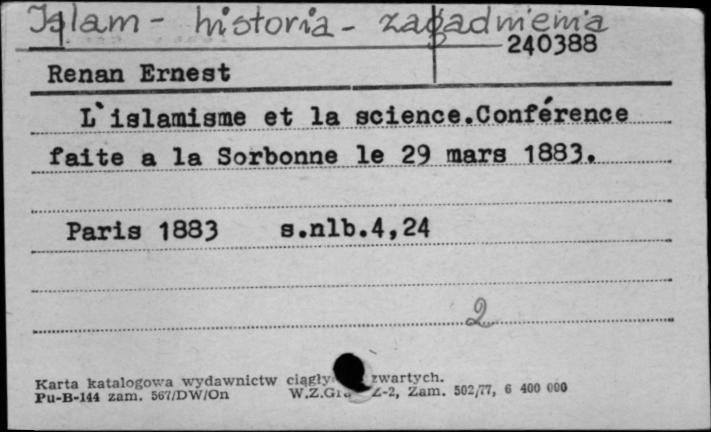 Islam - historia - zagadnienia
240388
Renan Ernest
L`islamisme et la science.Conférence
faite a la Sorbonne le 29 mars 1883.
Paris 1883 s.nlb.4,24
2
Karta katalogowa wydawnictw zwartych.
Pu-B-144 zam. 567/DW/On Z-2, Zam. 502/77, 6 400 000